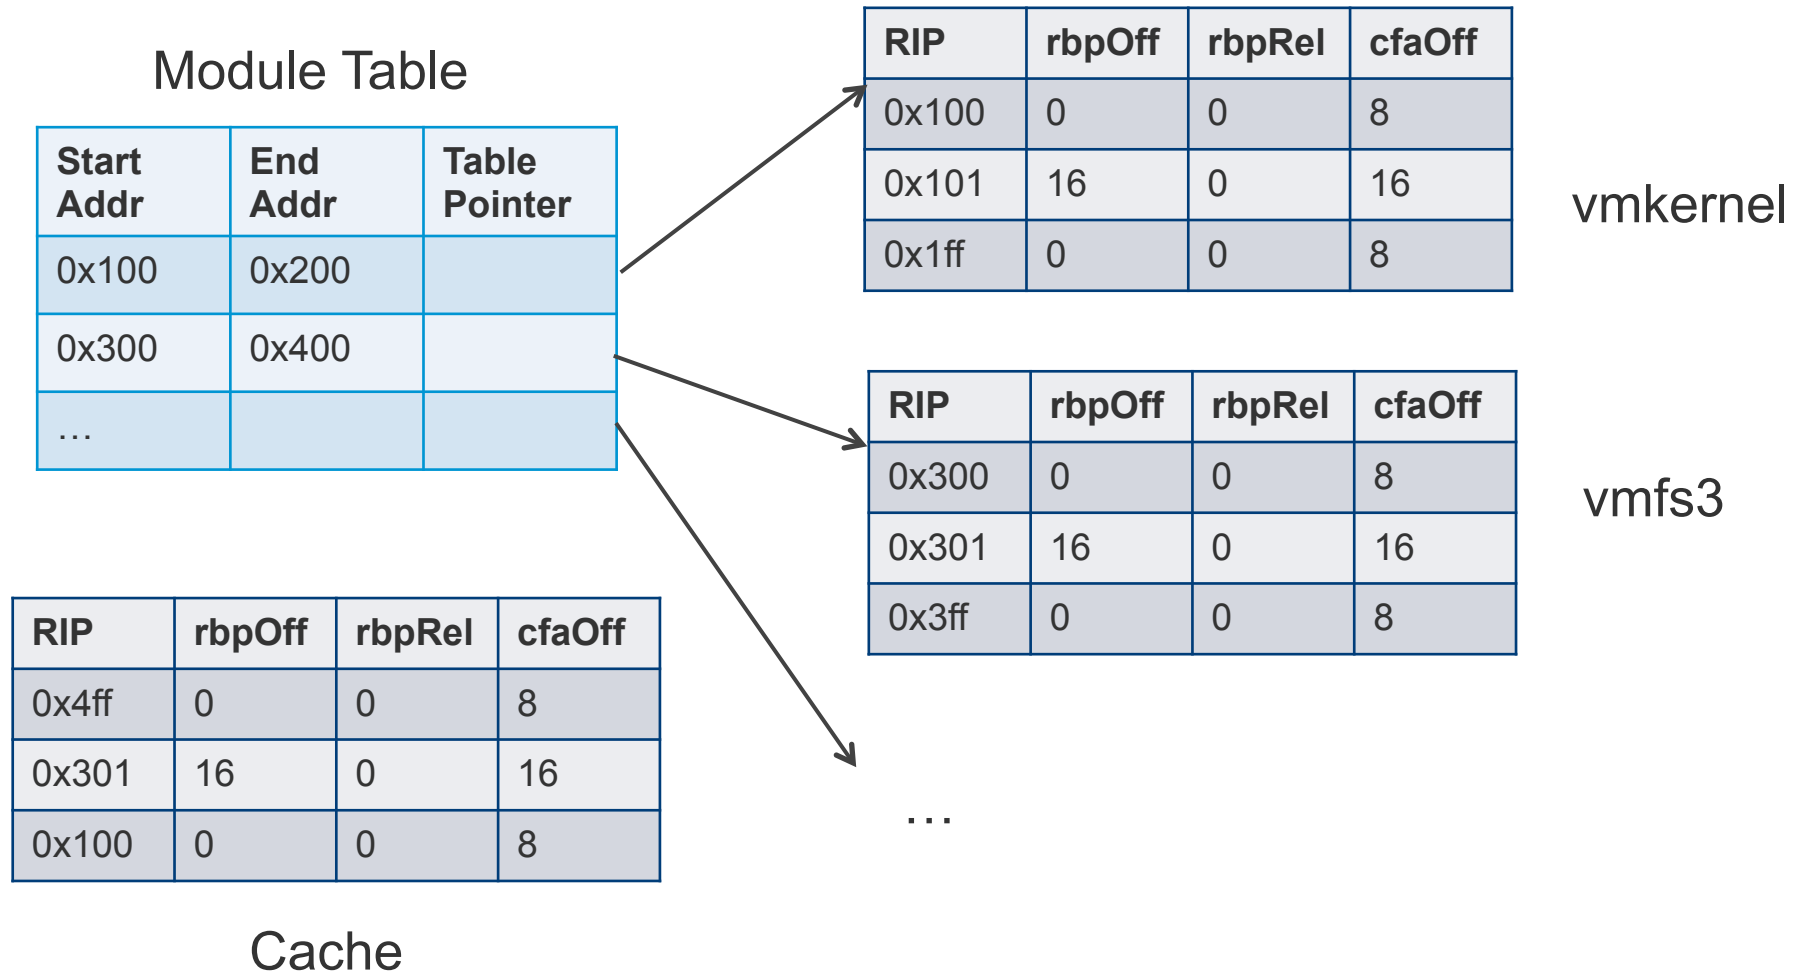 Module Table
Start Addr End Addr Table Pointer
0x100 0x200
0x300 0x400
…
RIP rbpOff rbpRel cfaOff
0x100 0 0 8
0x101 16 0 16
0x1ff 0 0 8
vmkernel
RIP rbpOff rbpRel cfaOff
0x300 0 0 8
0x301 16 0 16
0x3ff 0 0 8
vmfs3
…
RIP rbpOff rbpRel cfaOff
0x4ff 0 0 8
0x301 16 0 16
0x100 0 0 8
Cache